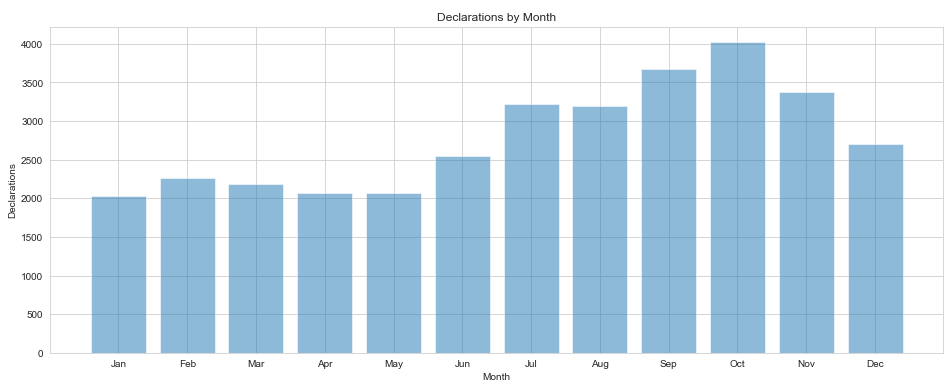 Declarations by Month
4000
3500
3000
2500
2000
1500
1000
500
0
Declarations
Jan Feb Mar Apr May Jun Jul Aug Sep Oct Nov Dec
Month